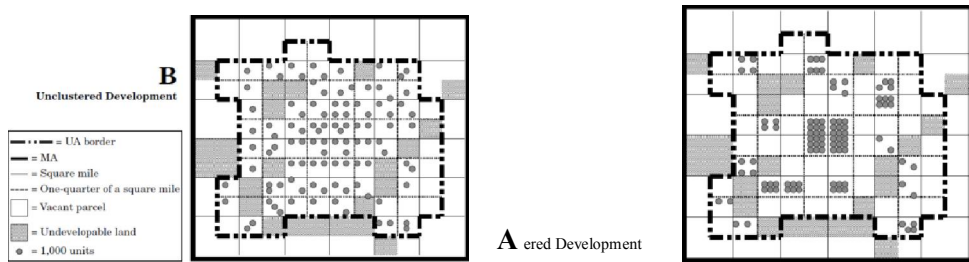 B
Unclustered Development
= UA border
= MA
= Square mile
= One-quarter of a square mile
= Vacant parcel
= Undevelopable land
= 1,000 units
A ered Development